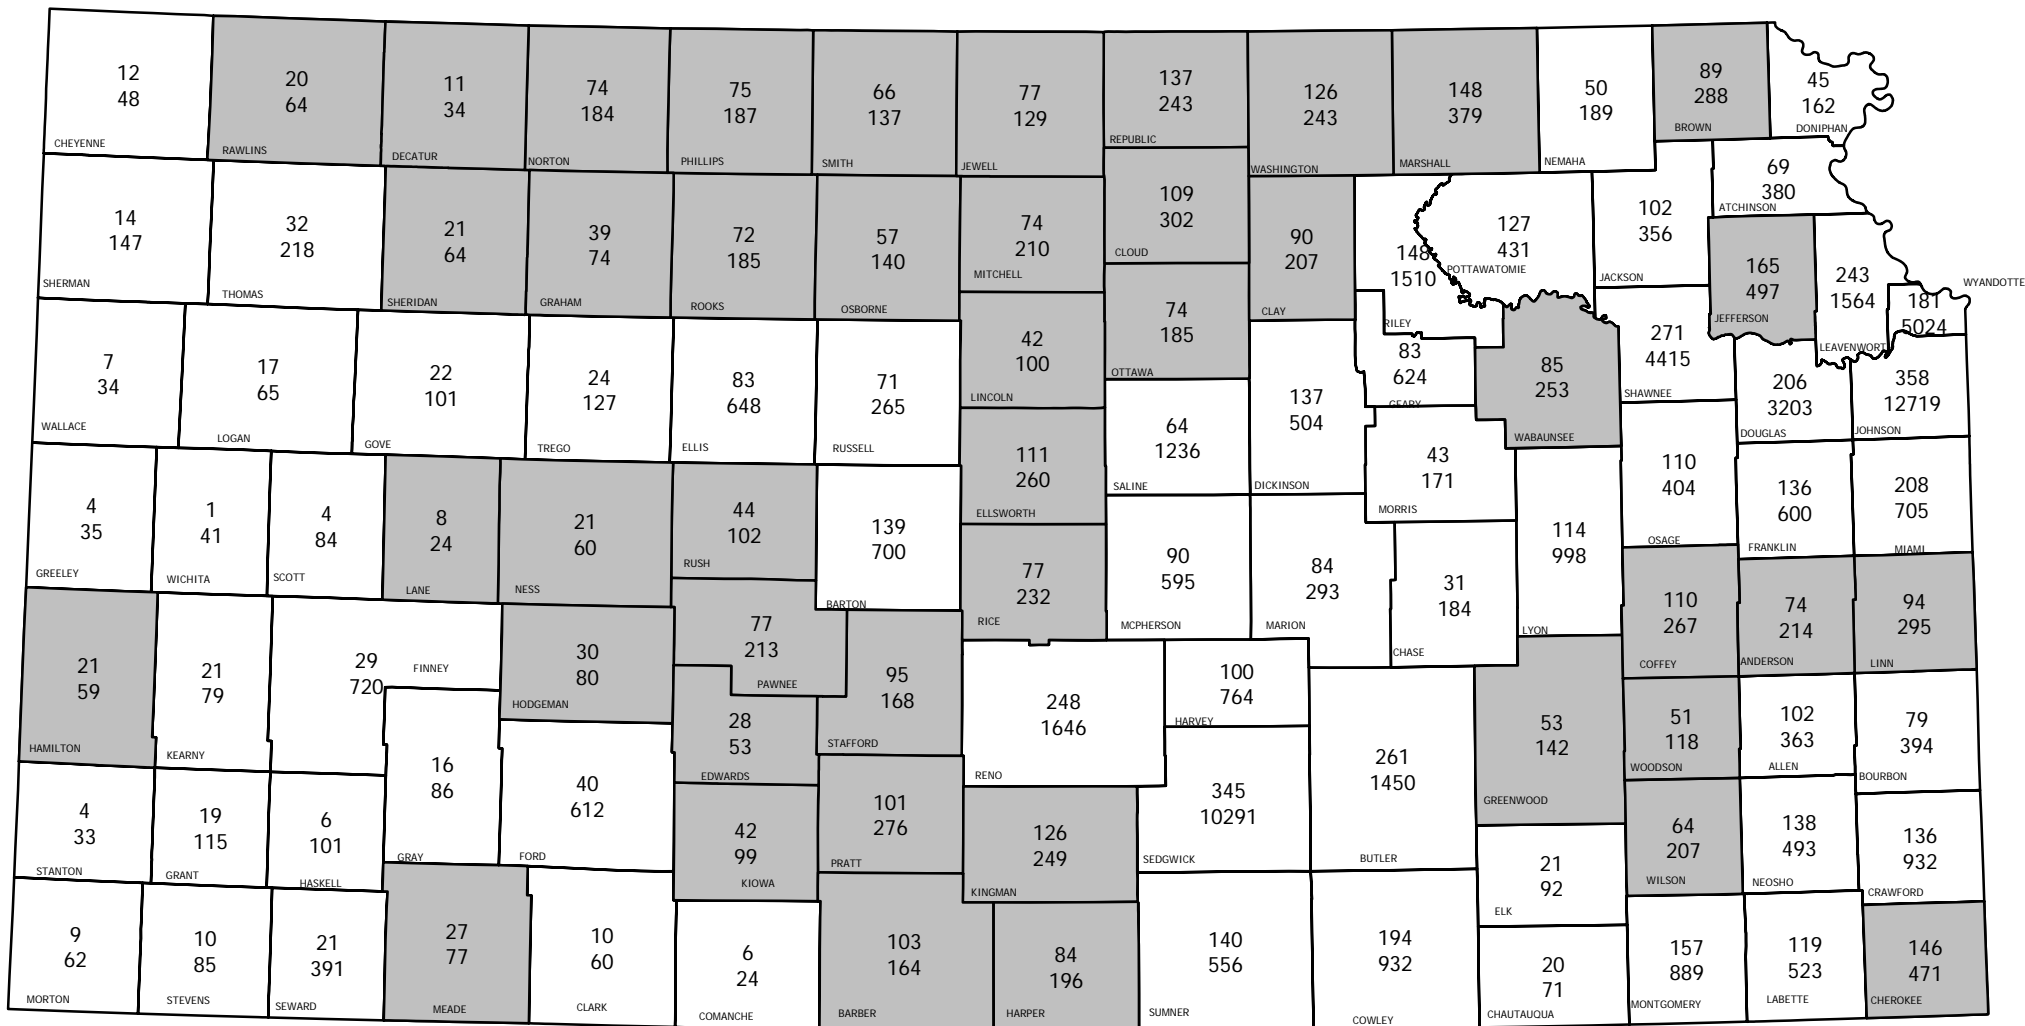 12
48
CHEYENNE
20
64
RAWLINS
11
34
DECATUR
74
184
NORTON
75
187
PHILLIPS
66
137
SMITH
77
129
JEWELL
137
243
REPUBLIC
126
243
WASHINGTON
148
379
MARSHALL
50
189
NEMAHA
89
288
BROWN
45
162
DONIPHAN
14
147
SHERMAN
32
218
THOMAS
21
64
SHERIDAN
39
74
GRAHAM
72
185
ROOKS
57
140
OSBORNE
74
210
MITCHELL
109
302
CLOUD
90
207
CLAY
148
1510
RILEY
127
431
POTTAWATOMIE
102
356
JACKSON
69
380
ATCHINSON
165
497
JEFFERSON
243
1564
LEAVENWORT
181
5024
WYANDOTTE
7
34
WALLACE
17
65
LOGAN
22
101
GOVE
24
127
TREGO
83
648
ELLIS
71
265
RUSSELL
42
100
LINCOLN
74
185
OTTAWA
64
1236
SALINE
137
504
DICKINSON
83
624
GEARY
85
253
WABAUNSEE
271
4415
SHAWNEE
206
3203
DOUGLAS
358
12719
JOHNSON
4
35
GREELEY
1
41
WICHITA
4
84
SCOTT
8
24
LANE
21
60
NESS
44
102
RUSH
139
700
BARTON
111
260
ELLSWORTH
77
232
RICE
90
595
MCPHERSON
84
293
MARION
43
171
MORRIS
31
184
CHASE
114
998
LYON
110
404
OSAGE
136
600
FRANKLIN
208
705
MIAMI
21
59
HAMILTON
21
79
KEARNY
29
720
FINNEY
30
80
HODGEMAN
77
213
PAWNEE
28
53
EDWARDS
95
168
STAFFORD
248
1646
RENO
100
764
HARVEY
261
1450
BUTLER
53
142
GREENWOOD
110
267
COFFEY
74
214
ANDERSON
94
295
LINN
51
118
WOODSON
102
363
ALLEN
79
394
BOURBON
4
33
STANTON
19
115
GRANT
6
101
HASKELL
16
86
GRAY
40
612
FORD
42
99
KIOWA
101
276
PRATT
126
249
KINGMAN
345
10291
SEDGWICK
21
92
ELK
64
207
WILSON
138
493
NEOSHO
136
932
CRAWFORD
9
62
MORTON
10
85
STEVENS
21
391
SEWARD
27
77
MEADE
10
60
CLARK
6
24
COMANCHE
103
164
BARBER
84
196
HARPER
140
556
SUMNER
194
932
COWLEY
20
71
CHAUTAUQUA
157
889
MONTGOMERY
119
523
LABETTE
146
471
CHEROKEE